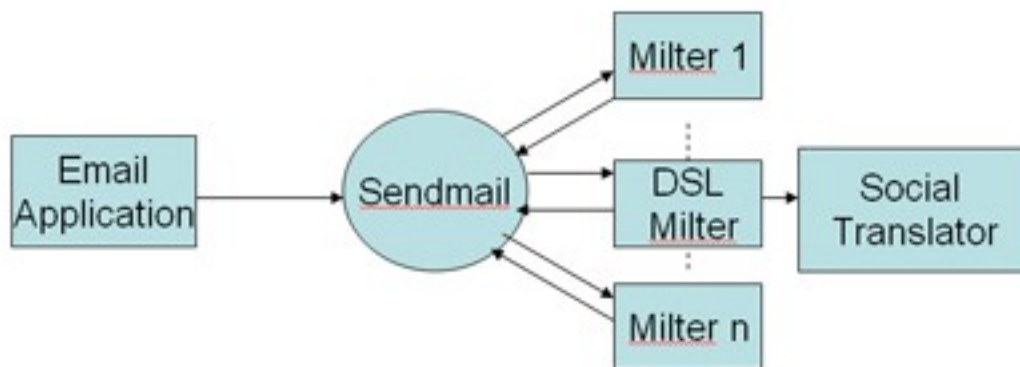 Milter 1
Email
Application
Sendmail
DSL
Milter
Social
Translator
Milter n